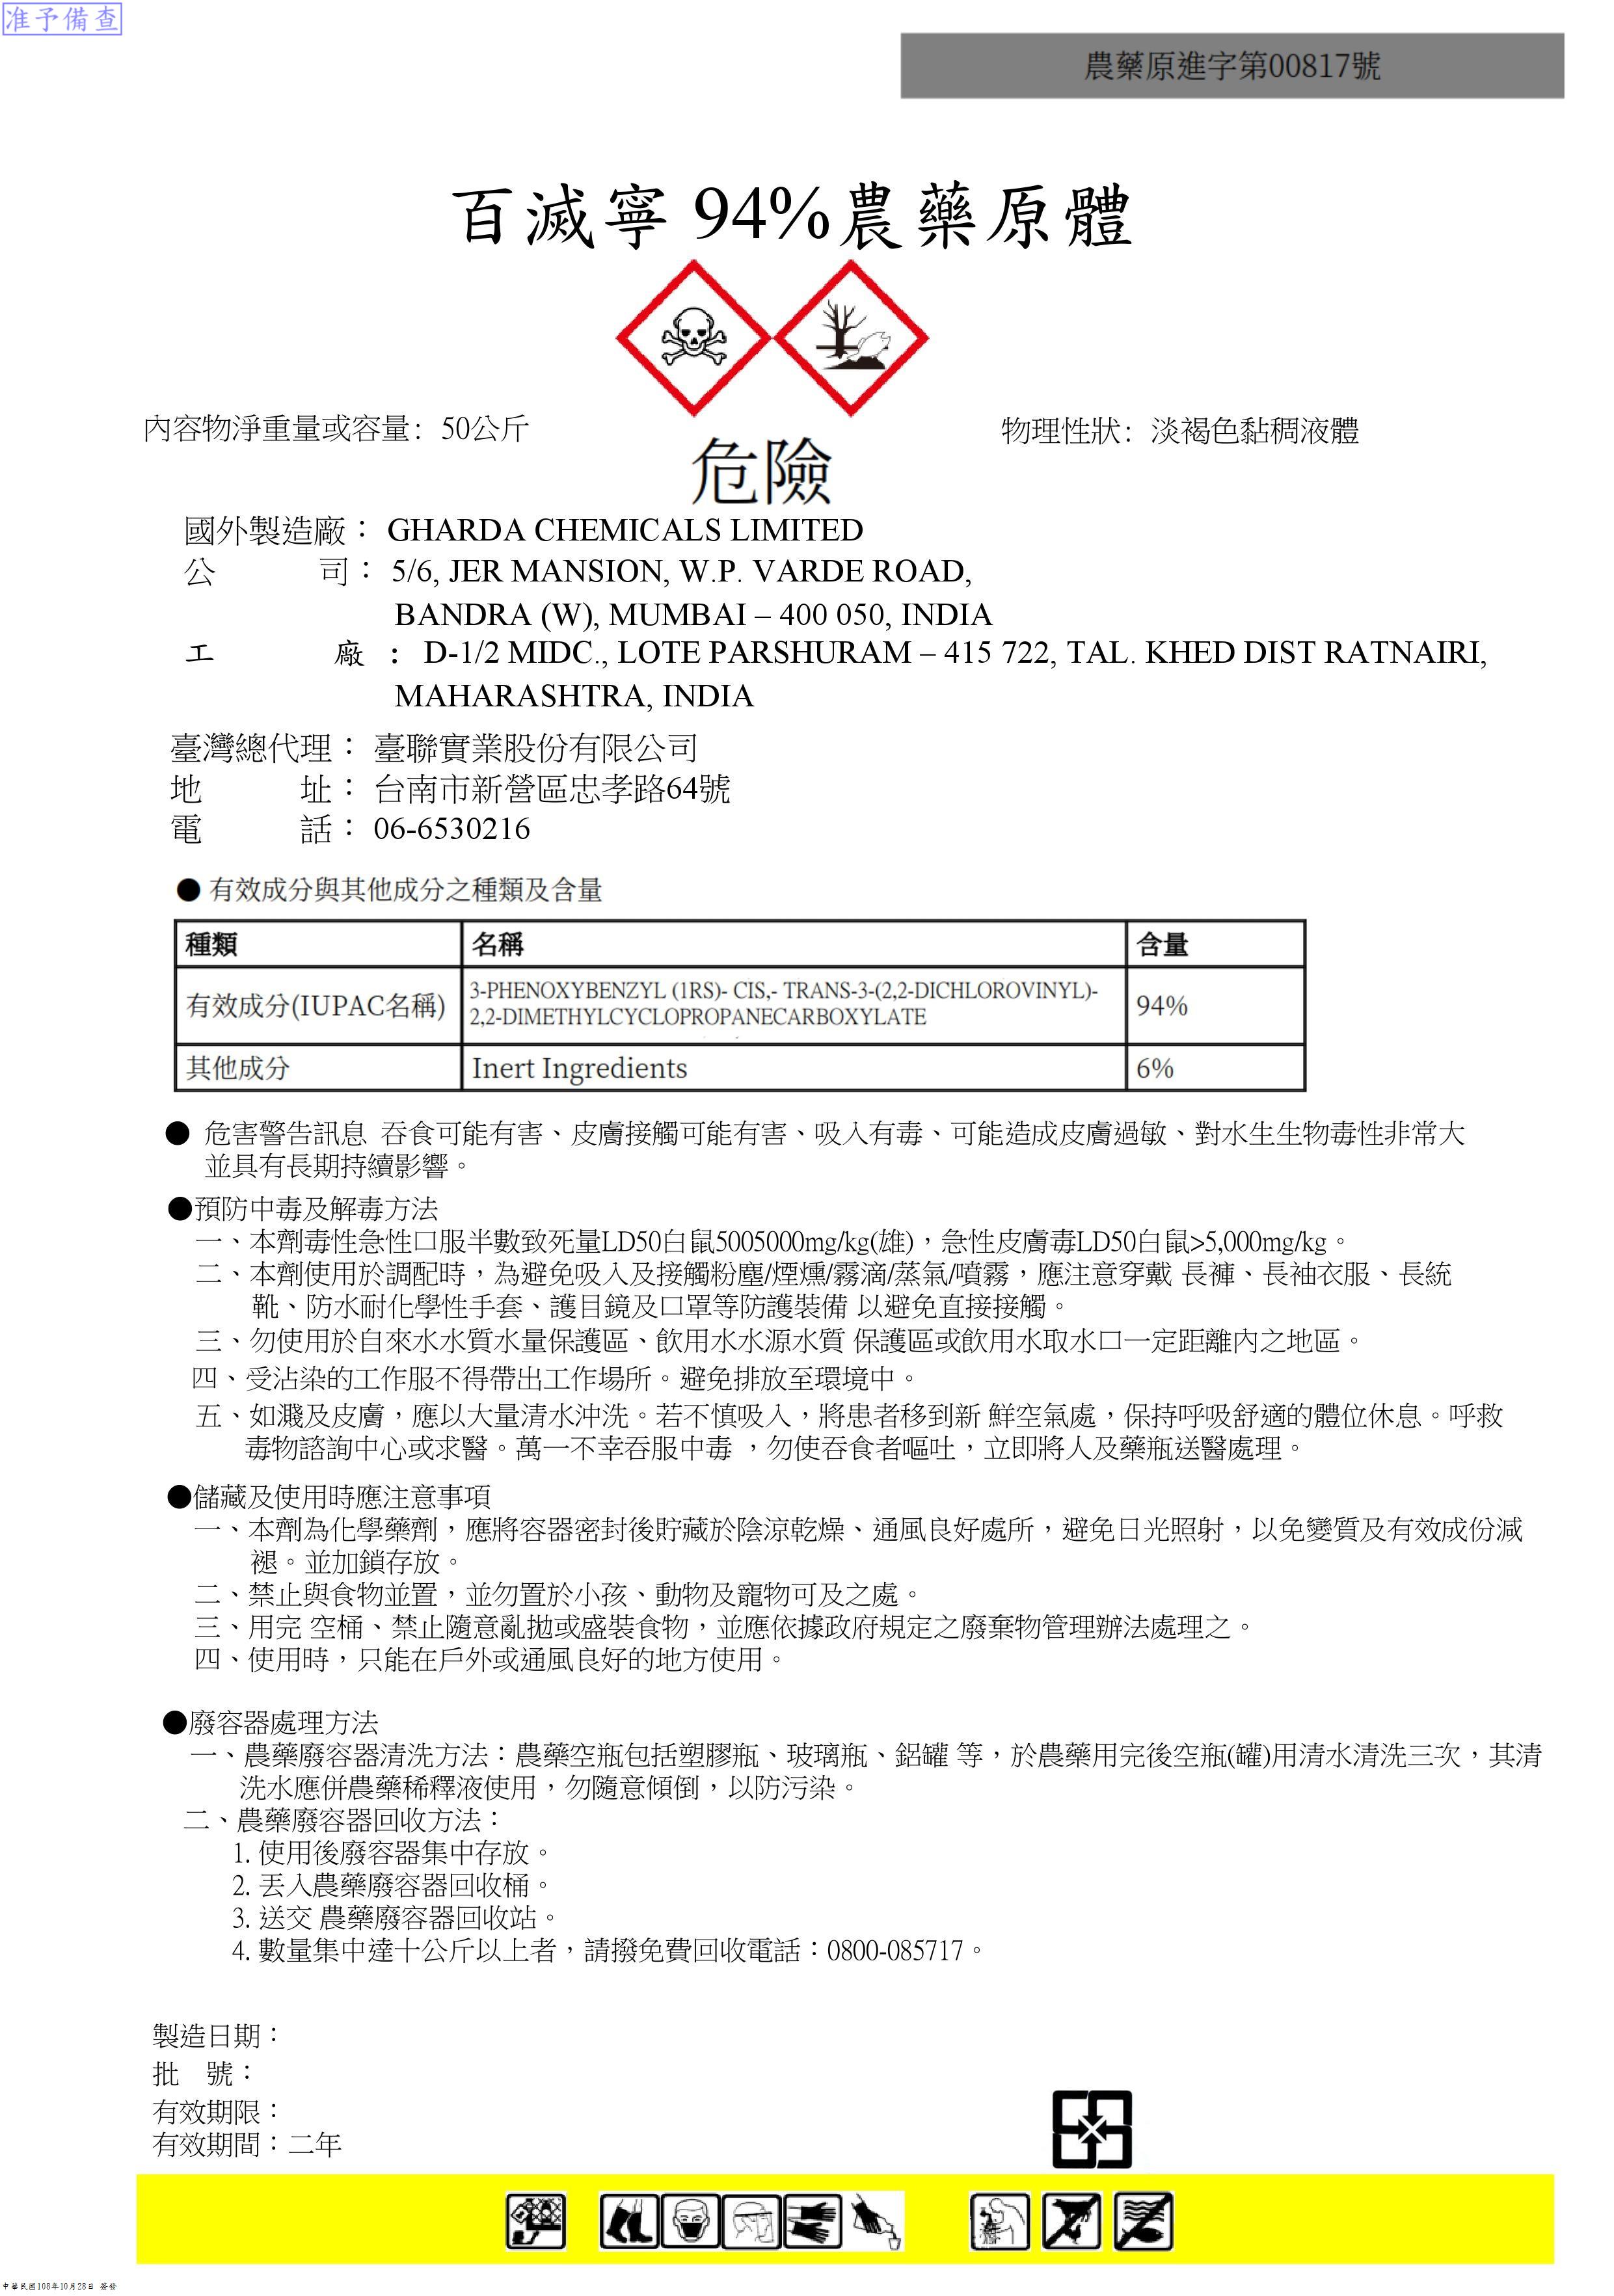 准予備查
農藥原進字第00817號
百滅寧 94%農藥原體
內容物淨重量或容量: 50公斤
物理性狀: 淡褐色黏稠液體
危險
國外製造廠： GHARDA CHEMICALS LIMITED
公 司： 5/6, JER MANSION, W.P. VARDE ROAD,
BANDRA (W), MUMBAI – 400 050, INDIA
工 廠 : D-1/2 MIDC., LOTE PARSHURAM – 415 722, TAL. KHED DIST RATNAIRI,
MAHARASHTRA, INDIA
臺灣總代理： 臺聯實業股份有限公司
地 址： 台南市新營區忠孝路64號
電 話： 06-6530216
● 有效成分與其他成分之種類及含量
種類 名稱 含量
有效成分(IUPAC名稱) 3-PHENOXYBENZYL (1RS)- CIS,- TRANS-3-(2,2-DICHLOROVINYL)-
2,2-DIMETHYLCYCLOPROPANECARBOXYLATE 94%
其他成分 Inert Ingredients 6%
● 危害警告訊息 吞食可能有害、皮膚接觸可能有害、吸入有毒、可能造成皮膚過敏、對水生生物毒性非常大
並具有長期持續影響。
●預防中毒及解毒方法
一、本劑毒性急性口服半數致死量LD50白鼠5005000mg/kg(雄)，急性皮膚毒LD50白鼠>5,000mg/kg。
二、本劑使用於調配時，為避免吸入及接觸粉塵/煙燻/霧滴/蒸氣/噴霧，應注意穿戴 長褲、長袖衣服、長統
靴、防水耐化學性手套、護目鏡及口罩等防護裝備 以避免直接接觸。
三、勿使用於自來水水質水量保護區、飲用水水源水質 保護區或飲用水取水口一定距離內之地區。
四、受沾染的工作服不得帶出工作場所。避免排放至環境中。
五、如濺及皮膚，應以大量清水沖洗。若不慎吸入，將患者移到新 鮮空氣處，保持呼吸舒適的體位休息。呼救
毒物諮詢中心或求醫。萬一不幸吞服中毒 ，勿使吞食者嘔吐，立即將人及藥瓶送醫處理。
●儲藏及使用時應注意事項
一、本劑為化學藥劑，應將容器密封後貯藏於陰涼乾燥、通風良好處所，避免日光照射，以免變質及有效成份減
褪。並加鎖存放。
二、禁止與食物並置，並勿置於小孩、動物及寵物可及之處。
三、用完 空桶、禁止隨意亂拋或盛裝食物，並應依據政府規定之廢棄物管理辦法處理之。
四、使用時，只能在戶外或通風良好的地方使用。
●廢容器處理方法
一、農藥廢容器清洗方法：農藥空瓶包括塑膠瓶、玻璃瓶、鋁罐 等，於農藥用完後空瓶(罐)用清水清洗三次，其清
洗水應併農藥稀釋液使用，勿隨意傾倒，以防污染。
二、農藥廢容器回收方法：
1. 使用後廢容器集中存放。
2. 丟入農藥廢容器回收桶。
3. 送交 農藥廢容器回收站。
4. 數量集中達十公斤以上者，請撥免費回收電話：0800-085717。
製造日期：
批 號：
有效期限：
有效期間：二年
中華民國108年10月28日 簽發